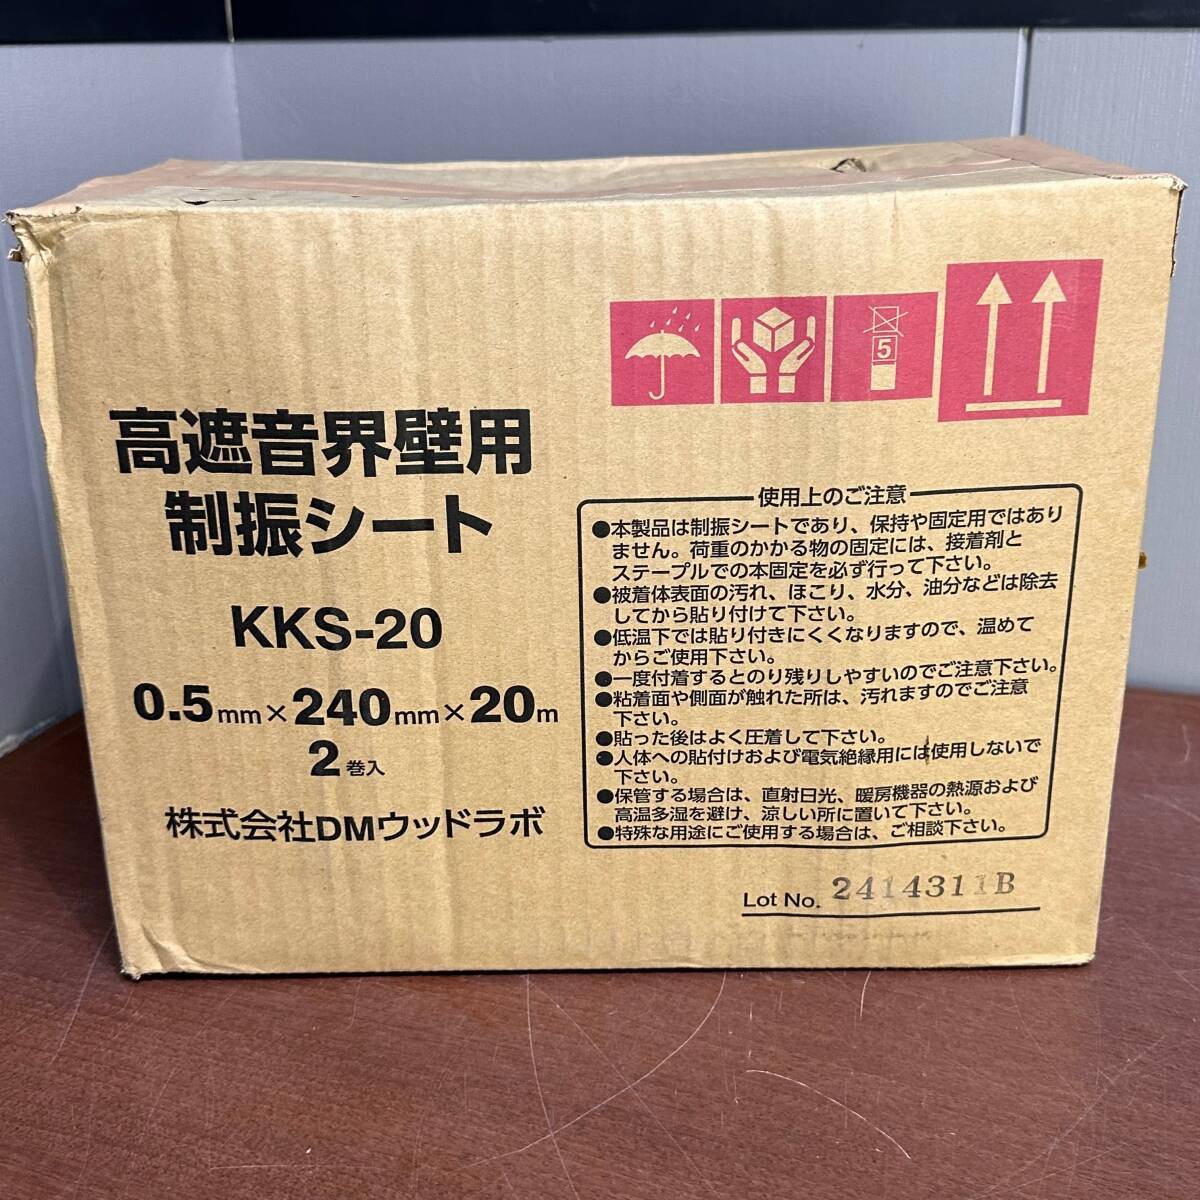 高遮音界壁用
制振シート
KKS-20
0.5mm×240mm×20m
2巻入
株式会社DMウッドラボ
5
使用上のご注意
●本製品は制振シートであり、保持や固定用ではあり
ません。荷重のかかる物の固定には、接着剤と
ステープルでの本固定を必ず行って下さい。
●被着体表面の汚れ、ほこり、水分、油分などは除去
してから貼り付けて下さい。
●低温下では貼り付きにくくなりますので、温めて
からご使用下さい。
●一度付着するとのり残りしやすいのでご注意下さい。
●粘着面や側面が触れた所は、汚れますのでご注意
下さい。
●貼った後はよく圧着して下さい。
●人体への貼付けおよび電気絶縁用には使用しないで
下さい。
●保管する場合は、直射日光、暖房機器の熱源および
高温多湿を避け、涼しい所に置いて下さい。
●特殊な用途にご使用する場合は、ご相談下さい。
Lot No. 2414311B